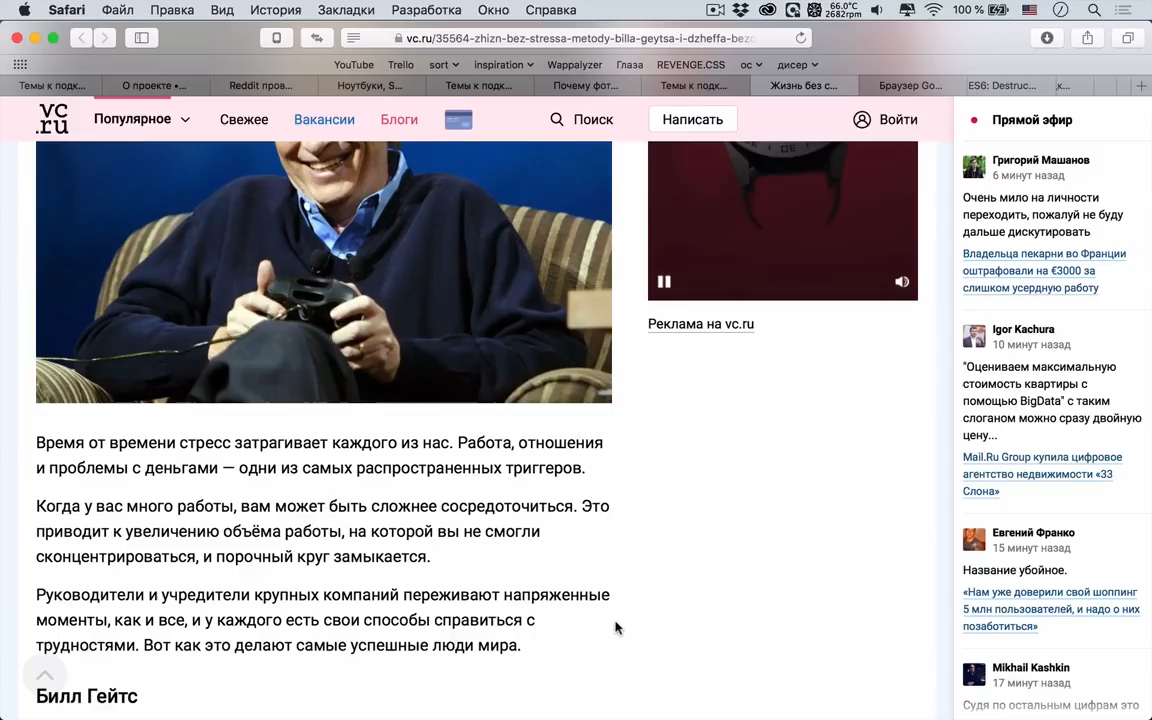 Safari Файл Правка Вид История Закладки Разработка Окно Справка 66.0°C 2682rpm 100 %
vc.ru/35564-zhizn-bez-stressa-metody-billa-geytsa-i-dzheffa-bezo
YouTube Trello sort inspiration Wappalyzer Глаза REVENGE.CSS ос дисер
Темы к подк... О проекте •... Reddit пров... Ноутбуки, S... Темы к подк... Почему фот... Темы к подк... Жизнь без с... Браузер Go... ES6: Destruc... к...
vc.ru Популярное Свежее Вакансии Блоги Поиск Написать Войти
Реклама на vc.ru
Время от времени стресс затрагивает каждого из нас. Работа, отношения
и проблемы с деньгами — одни из самых распространенных триггеров.
Когда у вас много работы, вам может быть сложнее сосредоточиться. Это
приводит к увеличению объёма работы, на которой вы не смогли
сконцентрироваться, и порочный круг замыкается.
Руководители и учредители крупных компаний переживают напряженные
моменты, как и все, и у каждого есть свои способы справиться с
трудностями. Вот как это делают самые успешные люди мира.
Билл Гейтс
Прямой эфир
Григорий Машанов
6 минут назад
Очень мило на личности
переходить, пожалуй не буду
дальше дискутировать
Владельца пекарни во Франции
оштрафовали на €3000 за
слишком усердную работу
Igor Kachura
10 минут назад
"Оцениваем максимальную
стоимость квартиры с
помощью BigData" с таким
слоганом можно сразу двойную
цену...
Mail.Ru Group купила цифровое
агентство недвижимости «33
Слона»
Евгений Франко
15 минут назад
Название убойное.
«Нам уже доверили свой шоппинг
5 млн пользователей, и надо о них
позаботиться»
Mikhail Kashkin
17 минут назад
Судя по остальным цифрам это